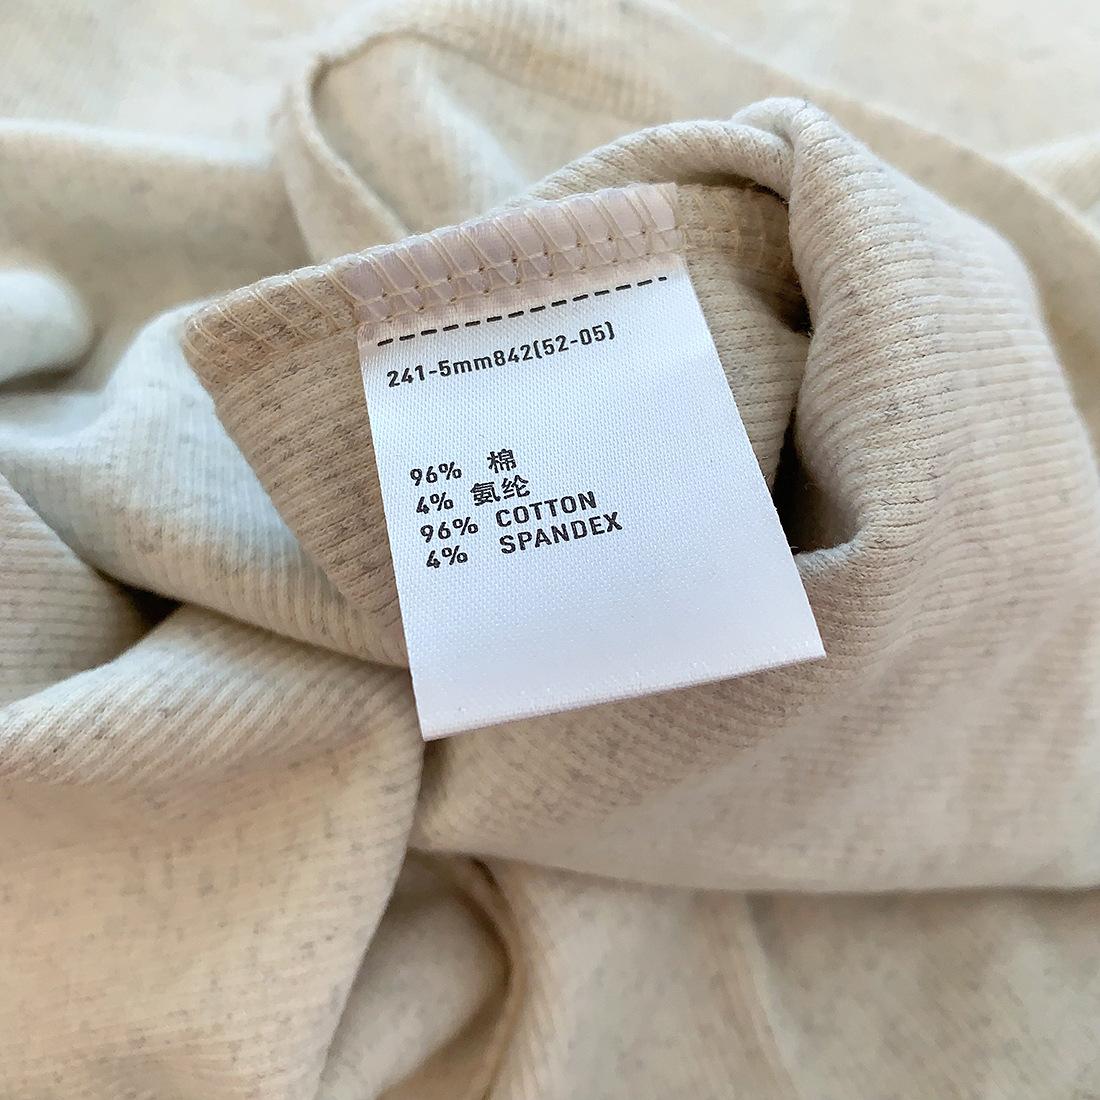 241-5mm842(52-05)
96% 棉
4% 氨纶
96% COTTON
4% SPANDEX